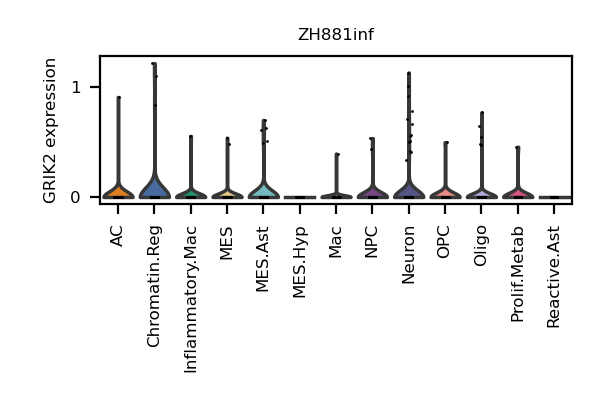 ZH881inf
GRIK2 expression
1
0
AC
Chromatin.Reg
Inflammatory.Mac
MES
MES.Ast
MES.Hyp
Mac
NPC
Neuron
OPC
Oligo
Prolif.Metab
Reactive.Ast